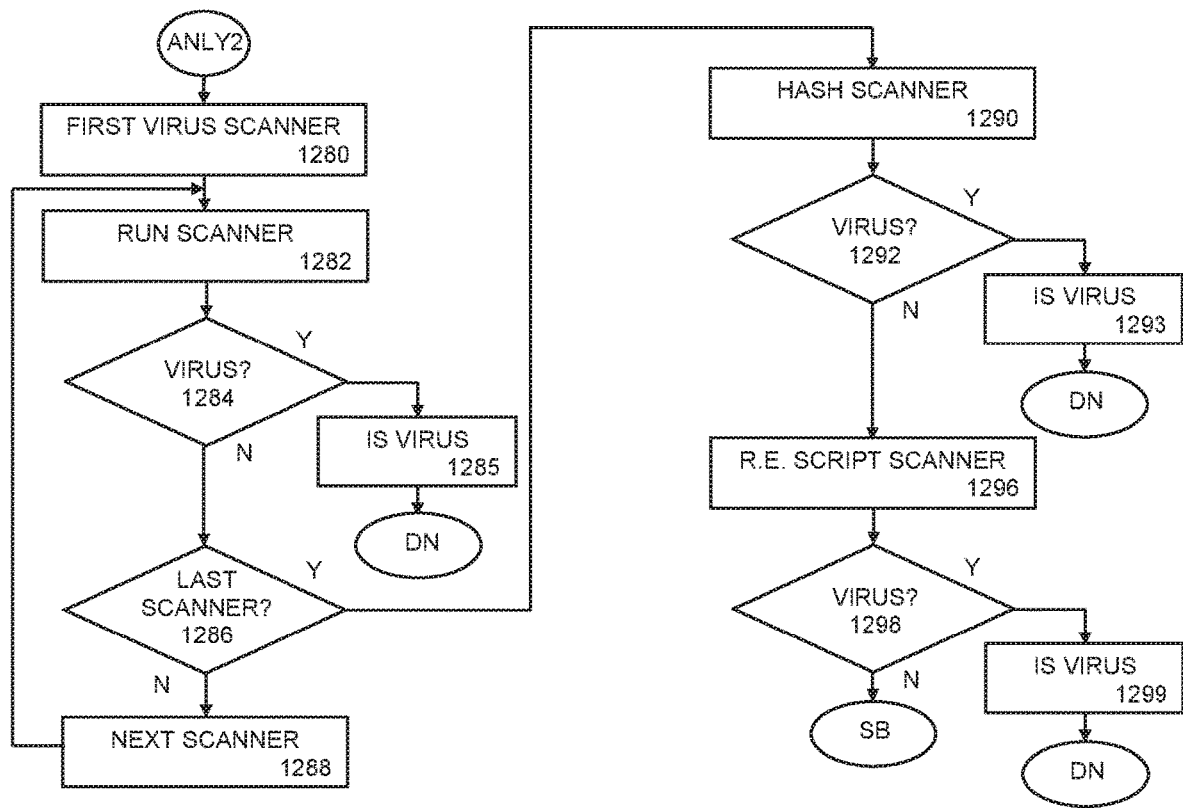 ANLY2
FIRST VIRUS SCANNER
1280
RUN SCANNER
1282
VIRUS?
1284
Y
N
IS VIRUS
1285
DN
LAST
SCANNER?
1286
Y
N
NEXT SCANNER
1288
HASH SCANNER
1290
VIRUS?
1292
Y
N
IS VIRUS
1293
DN
R.E. SCRIPT SCANNER
1296
VIRUS?
1298
Y
N
IS VIRUS
1299
SB
DN